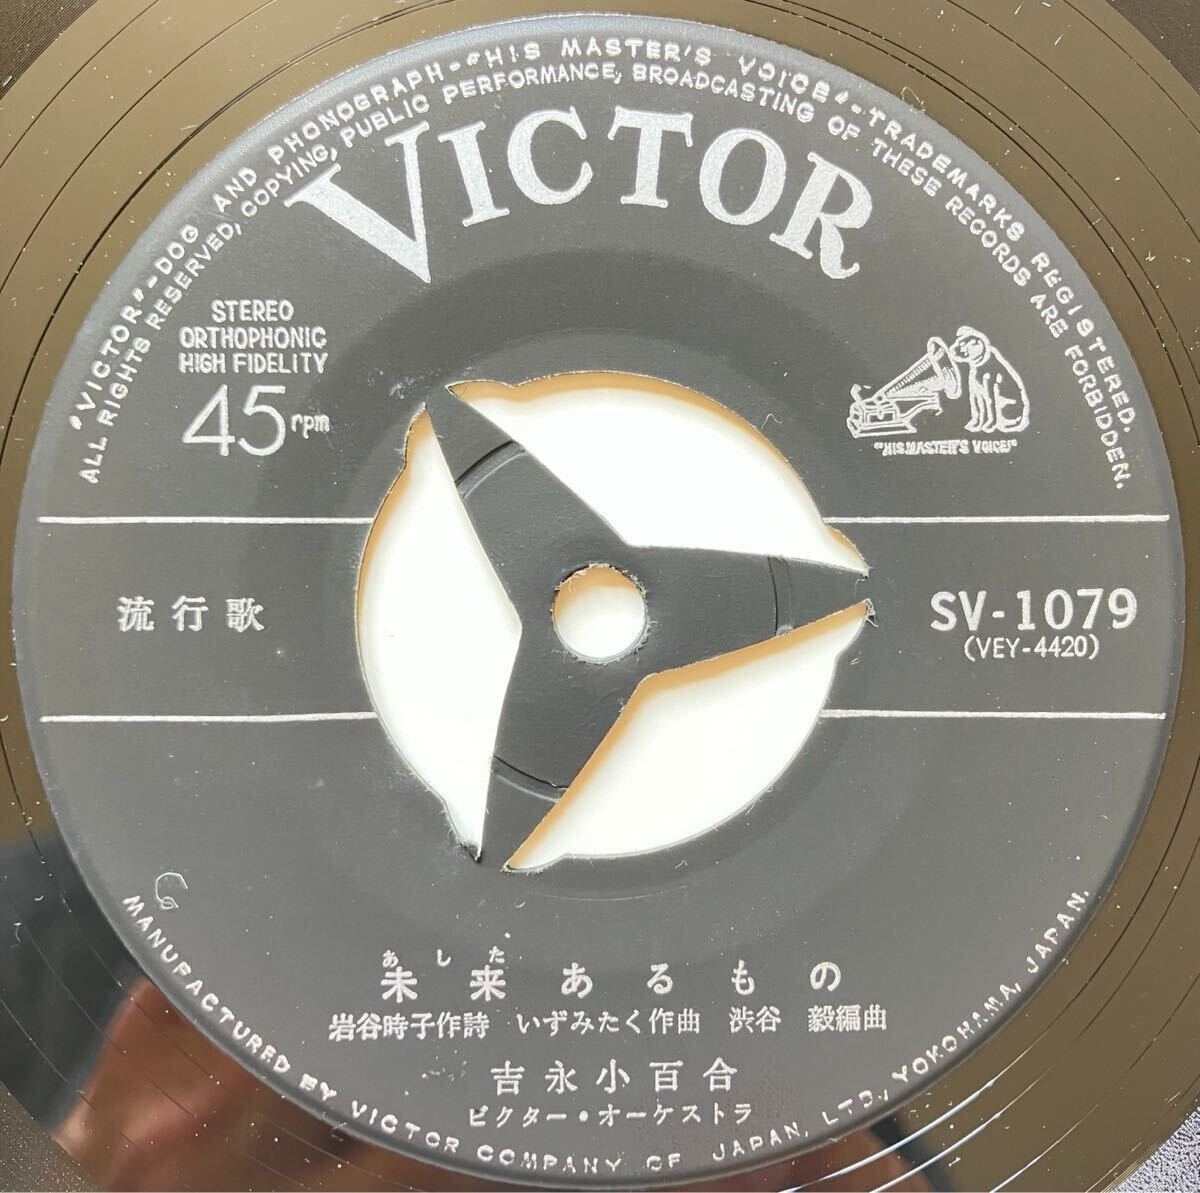 "VICTOR"-DOG AND PHONOGRAPH-"HIS MASTER'S VOICE"-TRADEMARKS REGISTERED.
ALL RIGHTS RESERVED, COPYING, PUBLIC PERFORMANCE, BROADCASTING OF THESE RECORDS ARE FORBIDDEN.
VICTOR
STEREO
ORTHOPHONIC
HIGH FIDELITY
45rpm
"HIS MASTER'S VOICE"
流行歌
SV-1079
(VEY-4420)
あした
未来あるもの
岩谷時子作詩 いずみたく作曲 渋谷 毅編曲
吉永小百合
ビクター・オーケストラ
MANUFACTURED BY VICTOR COMPANY OF JAPAN, LTD., YOKOHAMA, JAPAN.